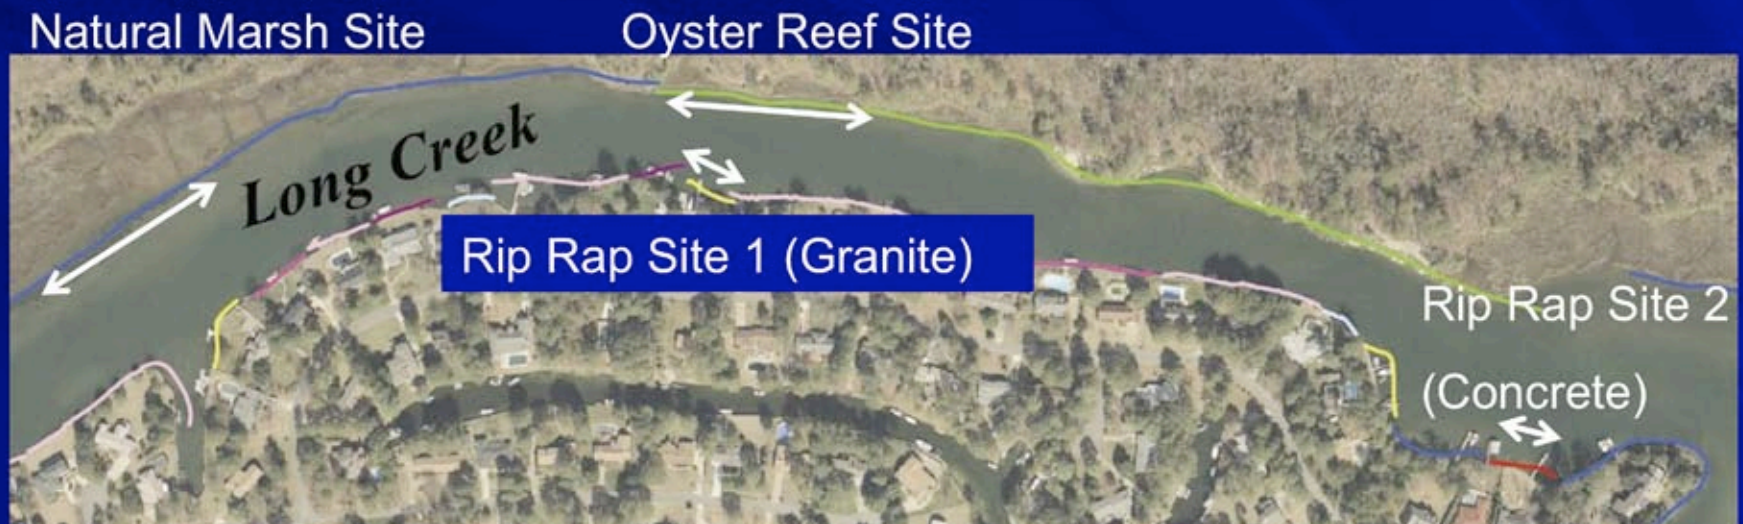 Natural Marsh Site
Oyster Reef Site
Long Creek
Rip Rap Site 1 (Granite)
Rip Rap Site 2
(Concrete)